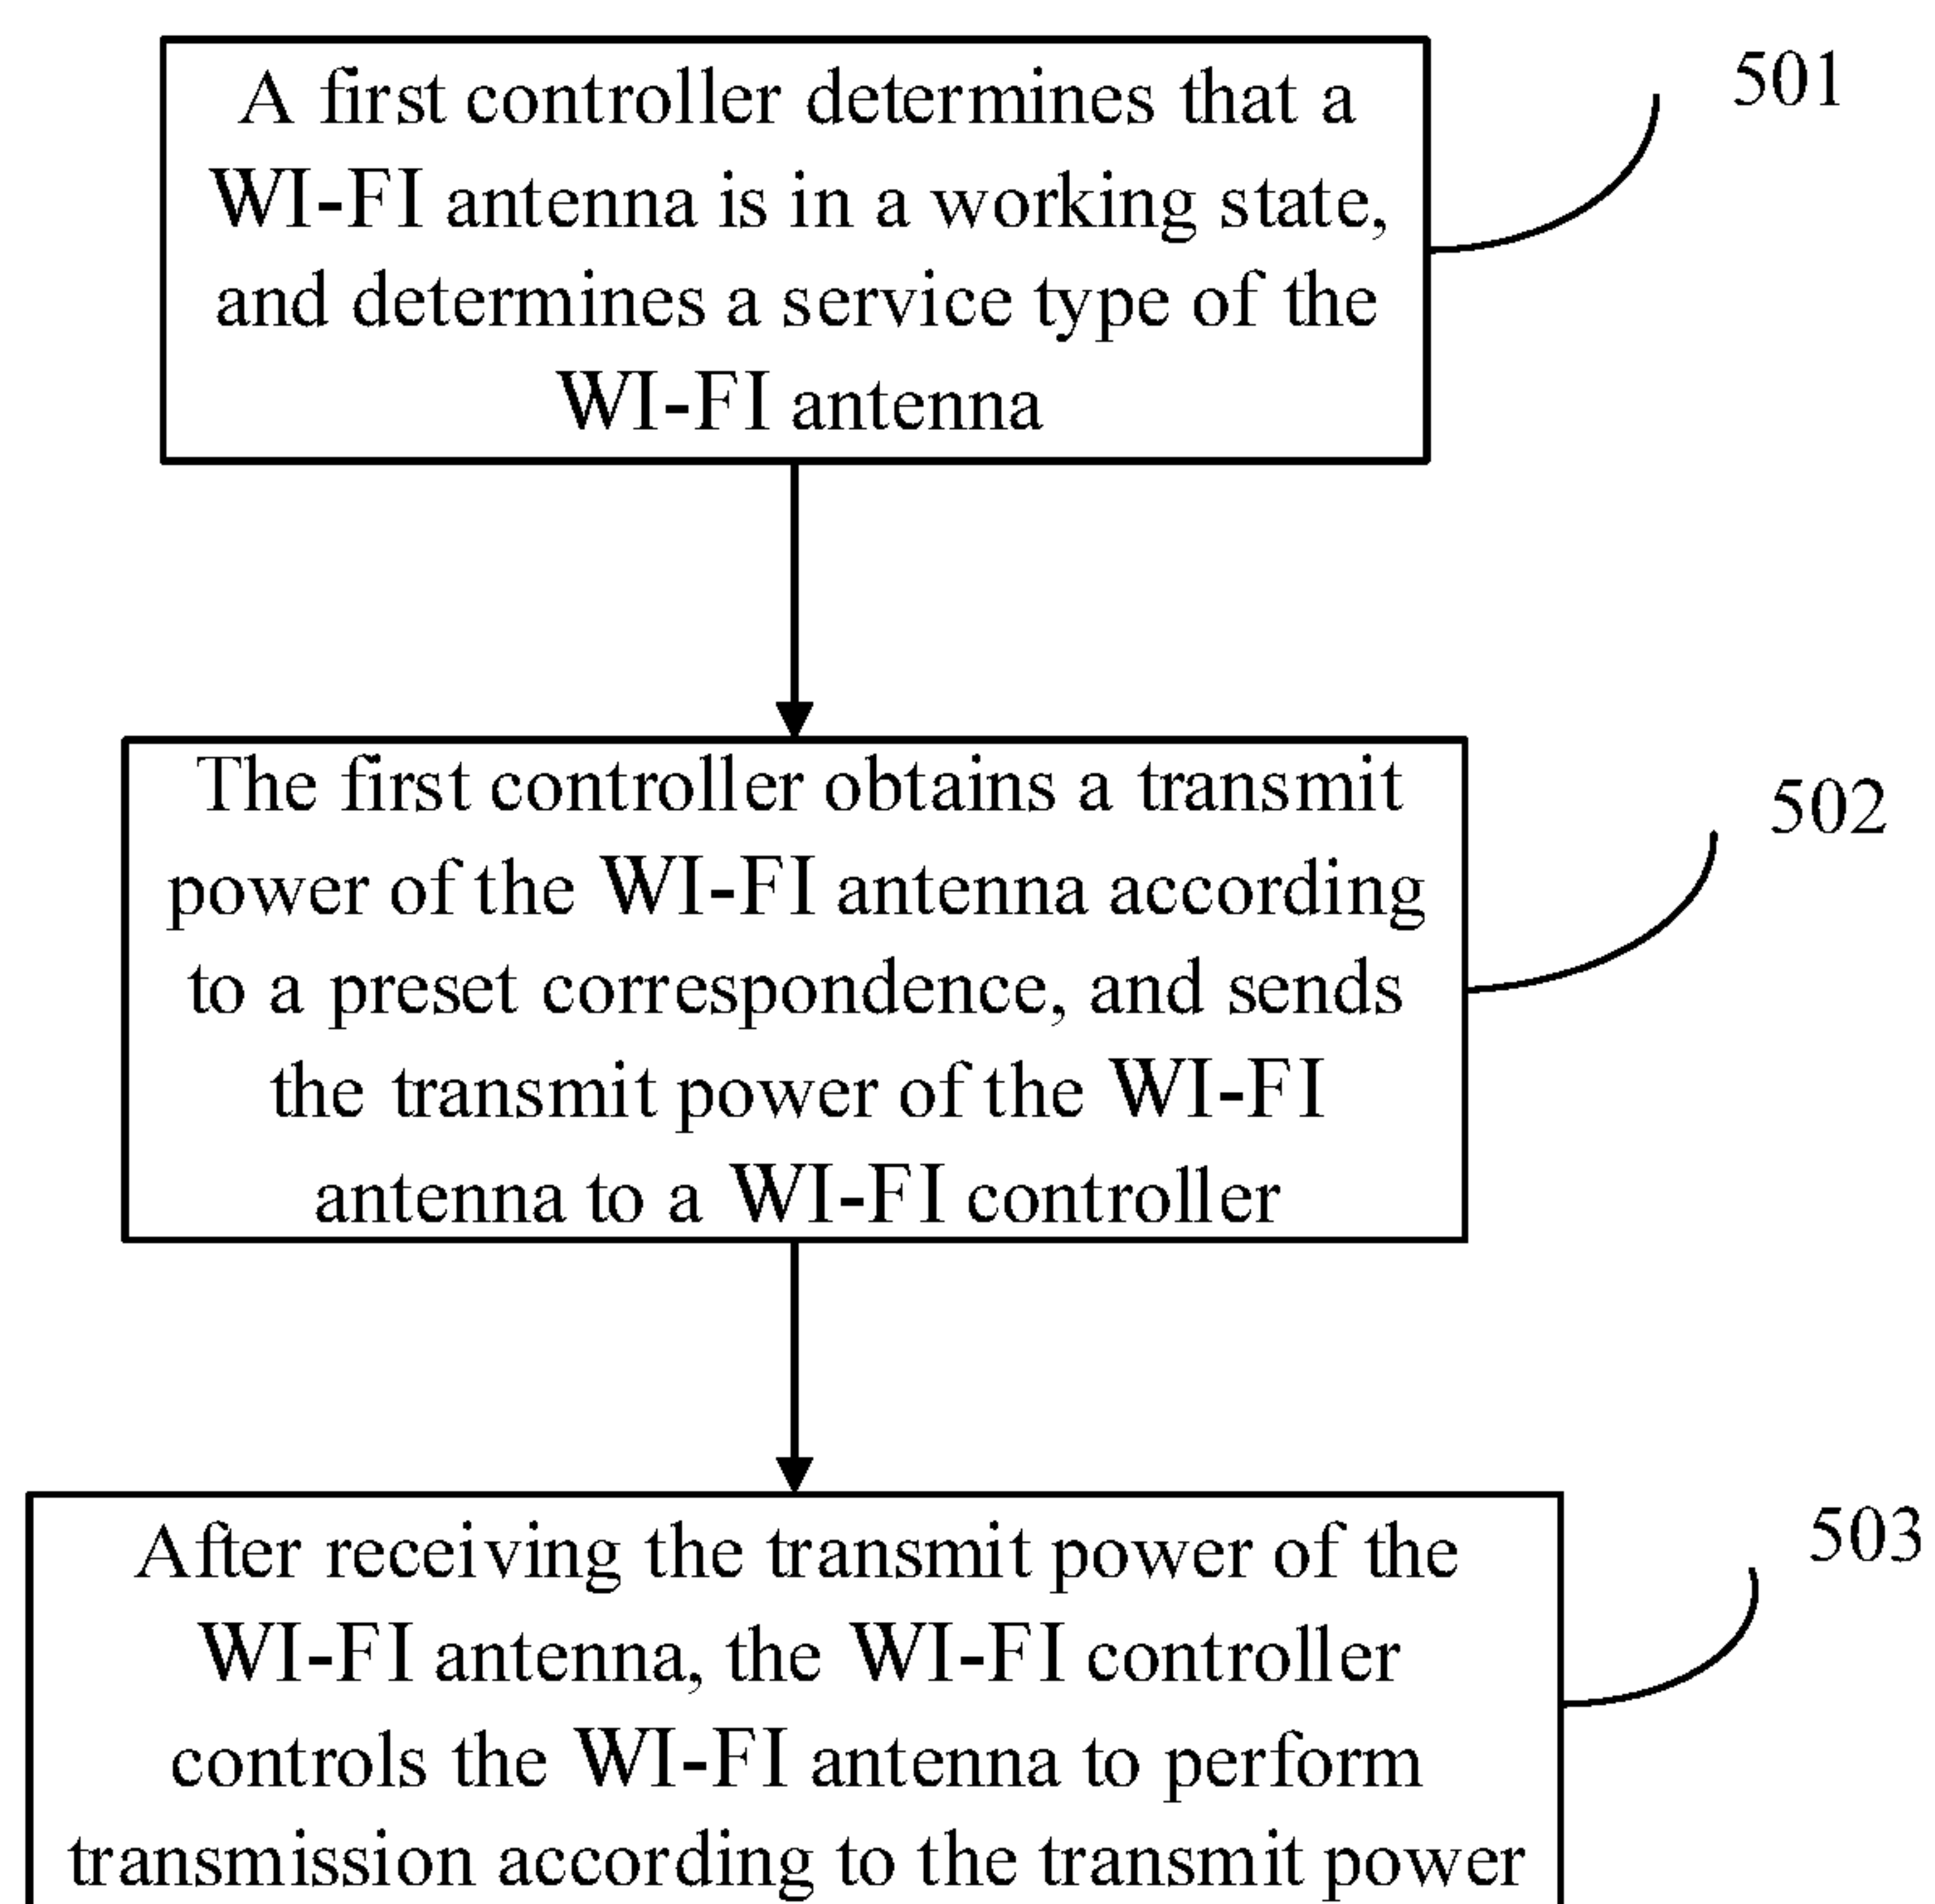 A first controller determines that a
WI-FI antenna is in a working state,
and determines a service type of the
WI-FI antenna
501
The first controller obtains a transmit
power of the WI-FI antenna according
to a preset correspondence, and sends
the transmit power of the WI-FI
antenna to a WI-FI controller
502
After receiving the transmit power of the
WI-FI antenna, the WI-FI controller
controls the WI-FI antenna to perform
transmission according to the transmit power
503